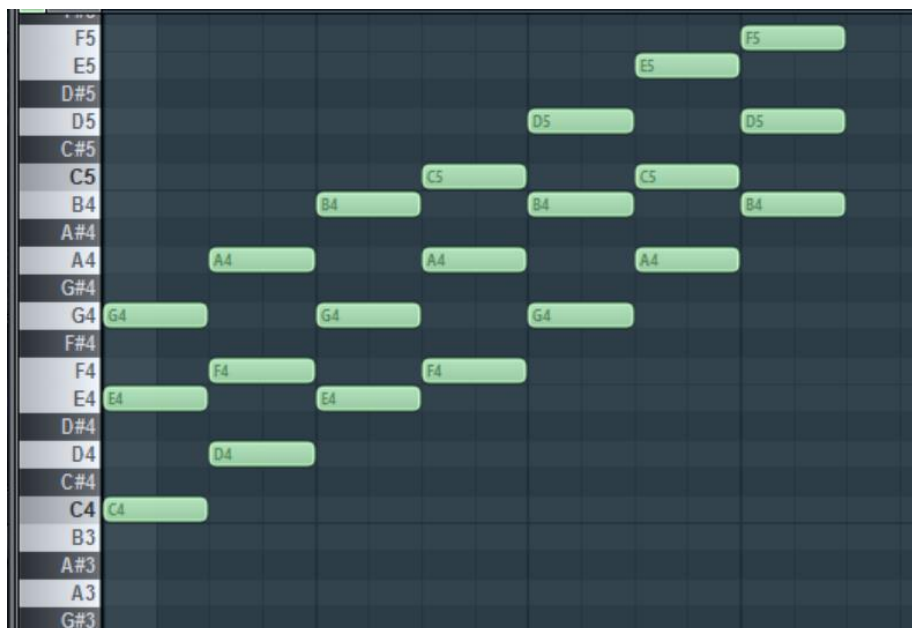 F5 F5
E5 E5
D#5
D5 D5 D5
C#5
C5 C5 C5
B4 B4 B4 B4
A#4
A4 A4 A4 A4
G#4
G4 G4 G4 G4
F#4
F4 F4 F4
E4 E4 E4
D#4
D4 D4
C#4
C4 C4
B3
A#3
A3
G#3